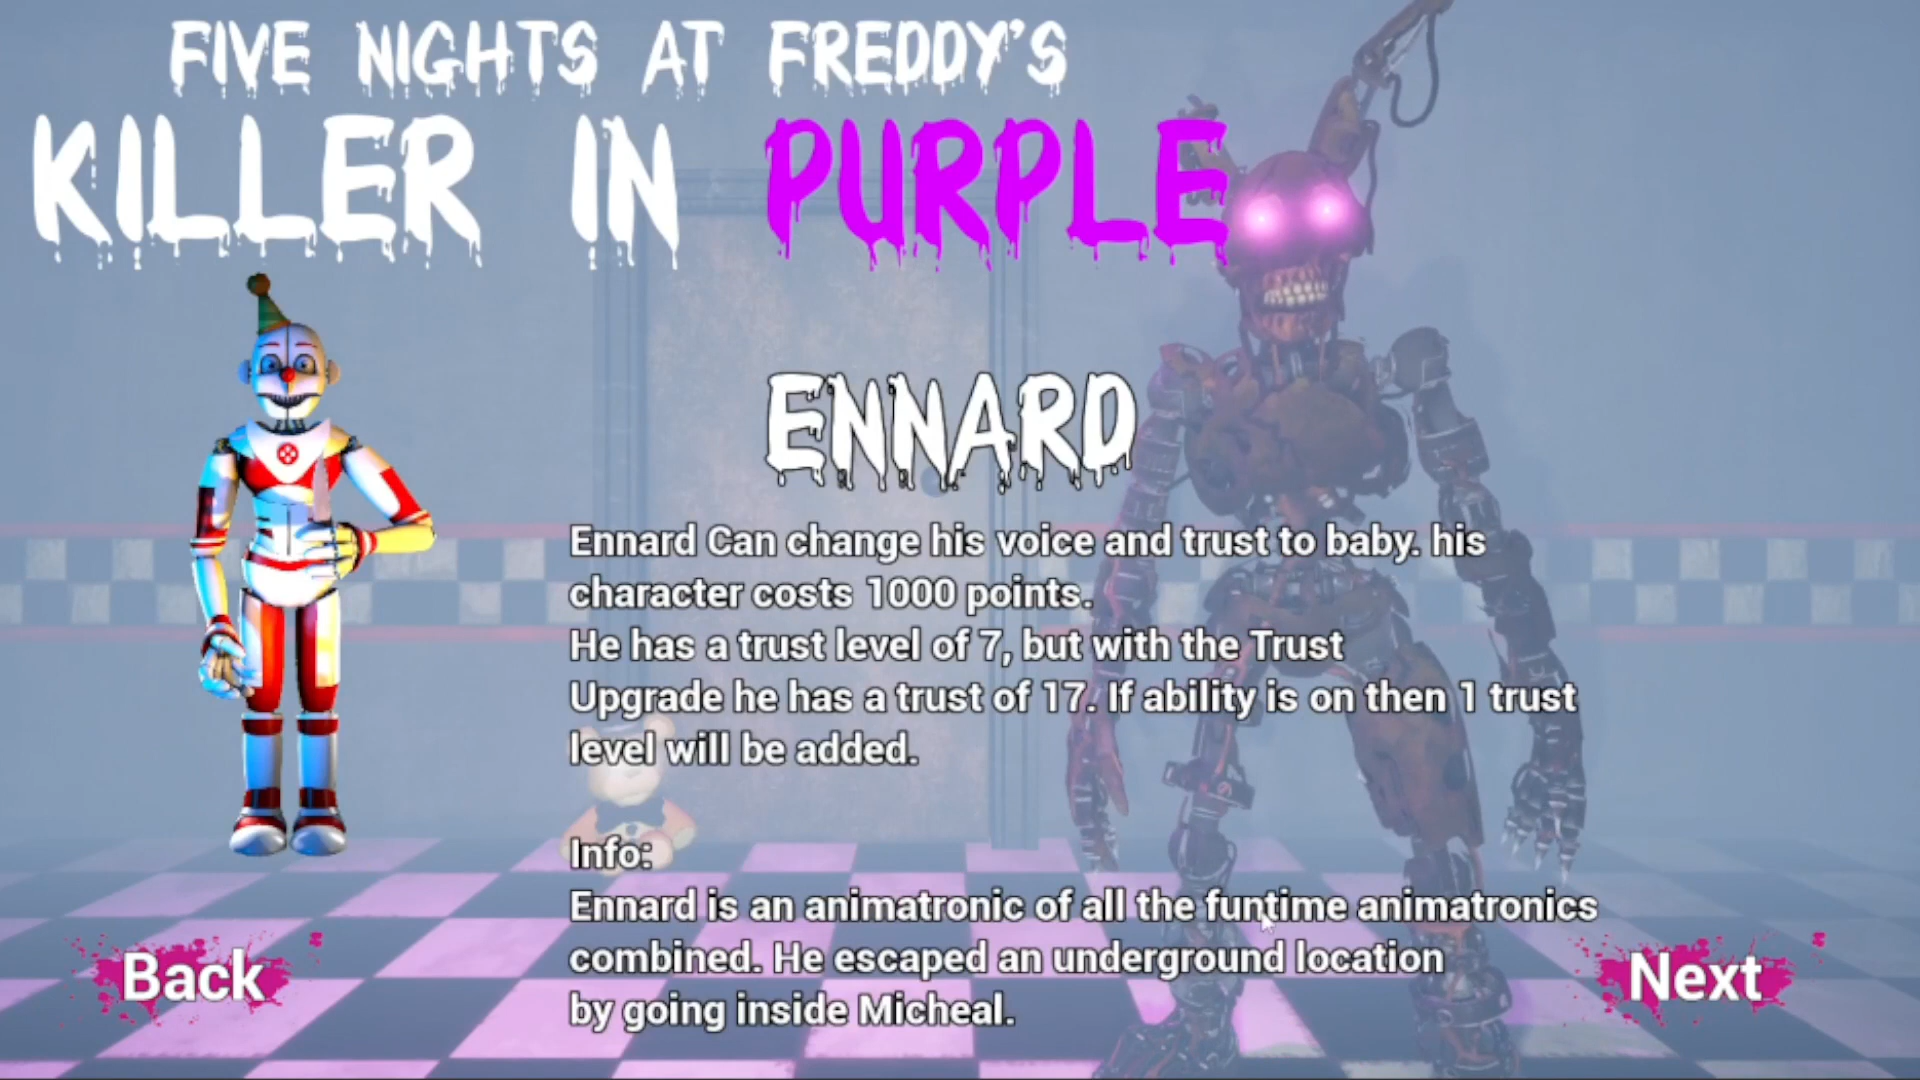 FIVE NIGHTS AT FREDDY'S
KILLER IN PURPLE
ENNARD
Ennard Can change his voice and trust to baby. his
character costs 1000 points.
He has a trust level of 7, but with the Trust
Upgrade he has a trust of 17. If ability is on then 1 trust
level will be added.
Info:
Ennard is an animatronic of all the funtime animatronics
combined. He escaped an underground location
by going inside Micheal.
Back
Next